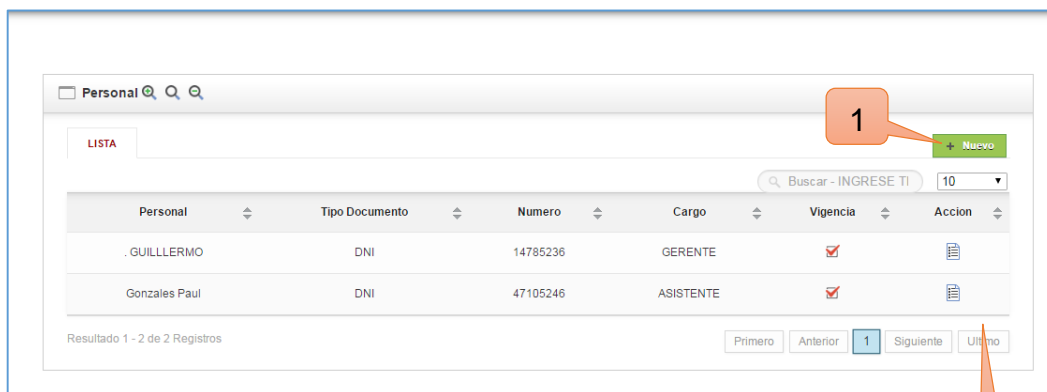 Personal
1
LISTA
+ Nuevo
Buscar - INGRESE TI 10
Personal Tipo Documento Numero Cargo Vigencia Accion
. GUILLLERMO DNI 14785236 GERENTE
Gonzales Paul DNI 47105246 ASISTENTE
Resultado 1 - 2 de 2 Registros Primero Anterior 1 Siguiente Ultimo